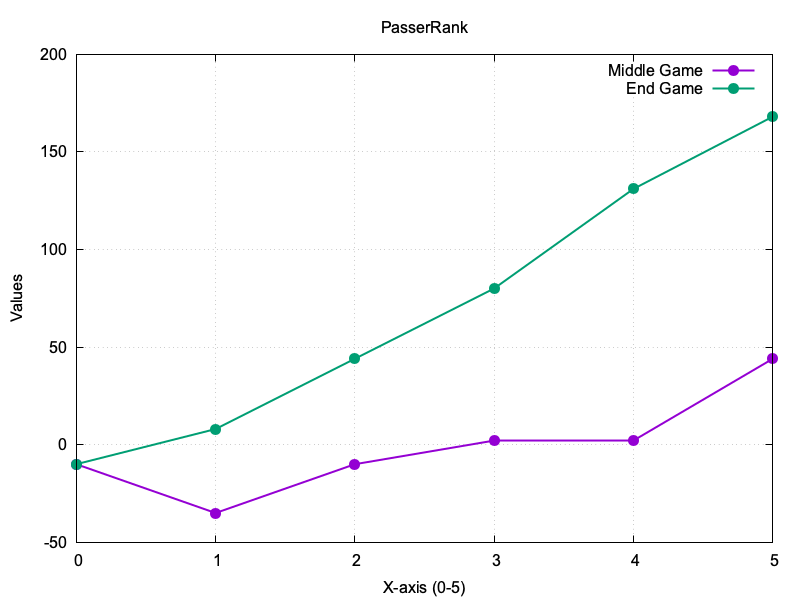 PasserRank
Middle Game
End Game
200
150
100
50
0
-50
Values
0 1 2 3 4 5
X-axis (0-5)